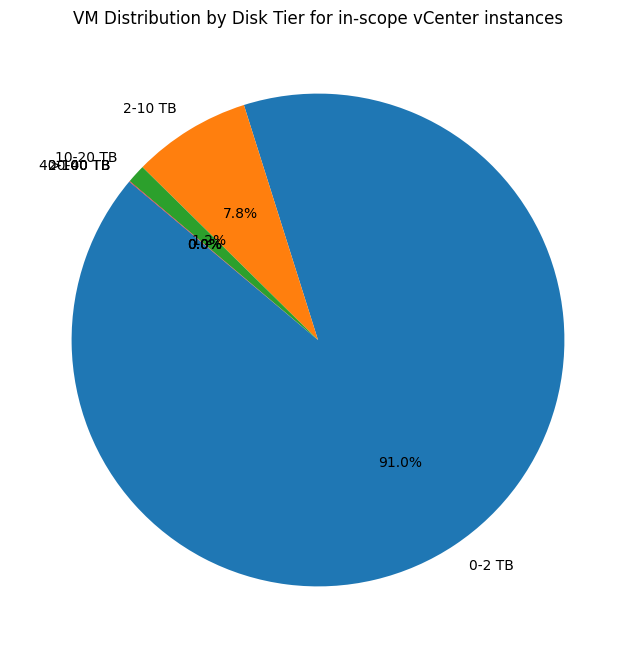 VM Distribution by Disk Tier for in-scope vCenter instances
2-10 TB
10-20 TB
7.8%
1.2%
0.0%
91.0%
0-2 TB